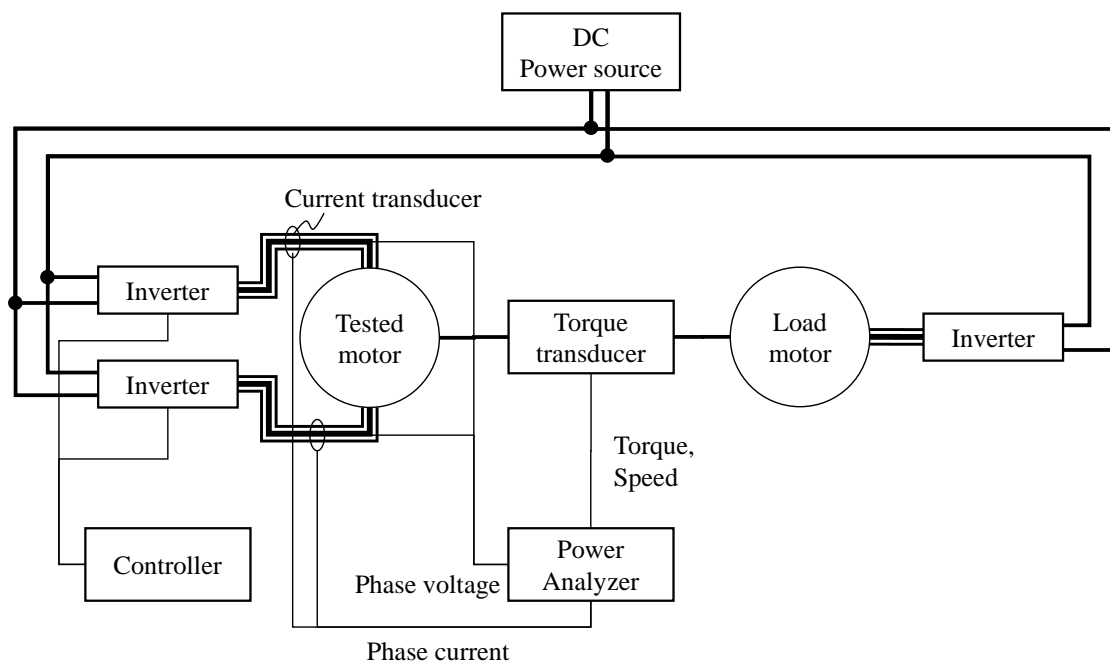 DC
Power source
Current transducer
Inverter
Tested
motor
Torque
transducer
Load
motor
Inverter
Inverter
Torque,
Speed
Controller
Power
Analyzer
Phase voltage
Phase current